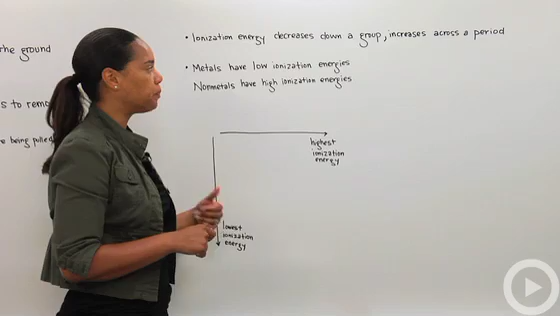 the ground
s to remo
e being pulled
• Ionization energy decreases down a group, increases across a period
• Metals have low ionization energies
Nonmetals have high ionization energies
highest
ionization
energy
lowest
ionization
energy